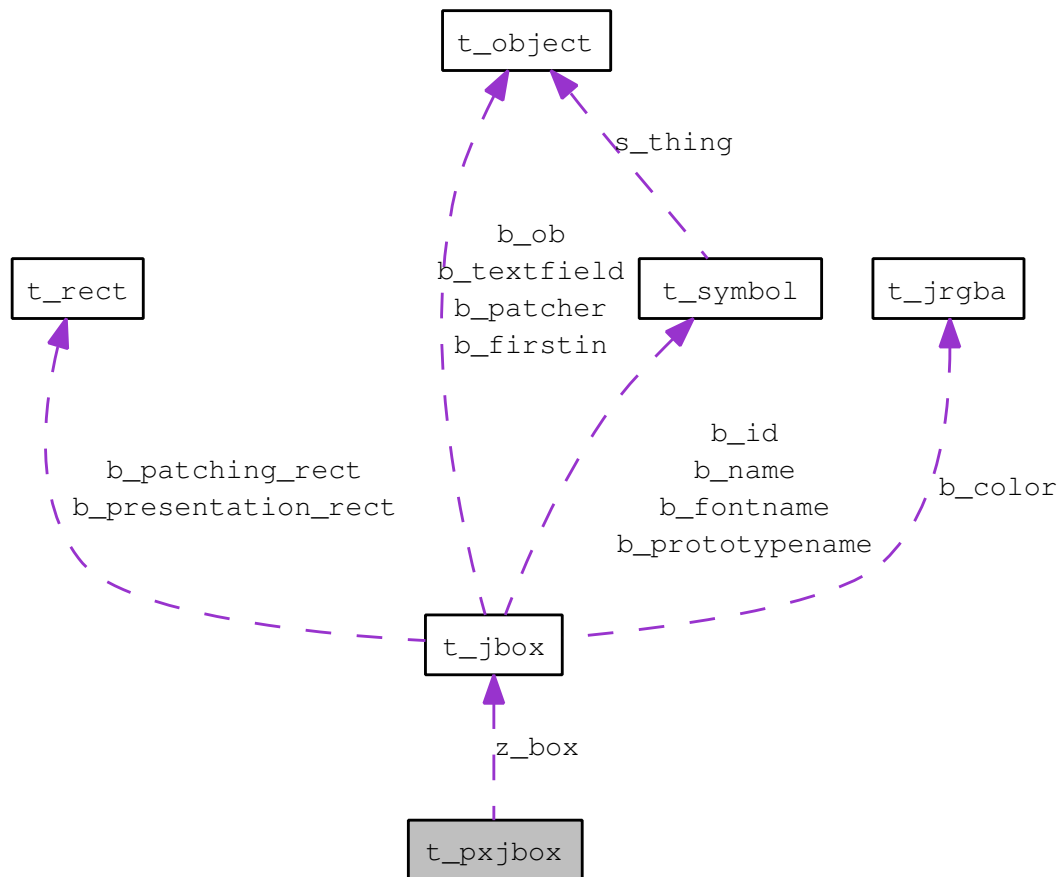 t_object
s_thing
b_ob
b_textfield
b_patcher
b_firstin
t_rect
t_symbol
t_jrgba
b_patching_rect
b_presentation_rect
b_id
b_name
b_fontname
b_prototypename
b_color
t_jbox
z_box
t_pxjbox